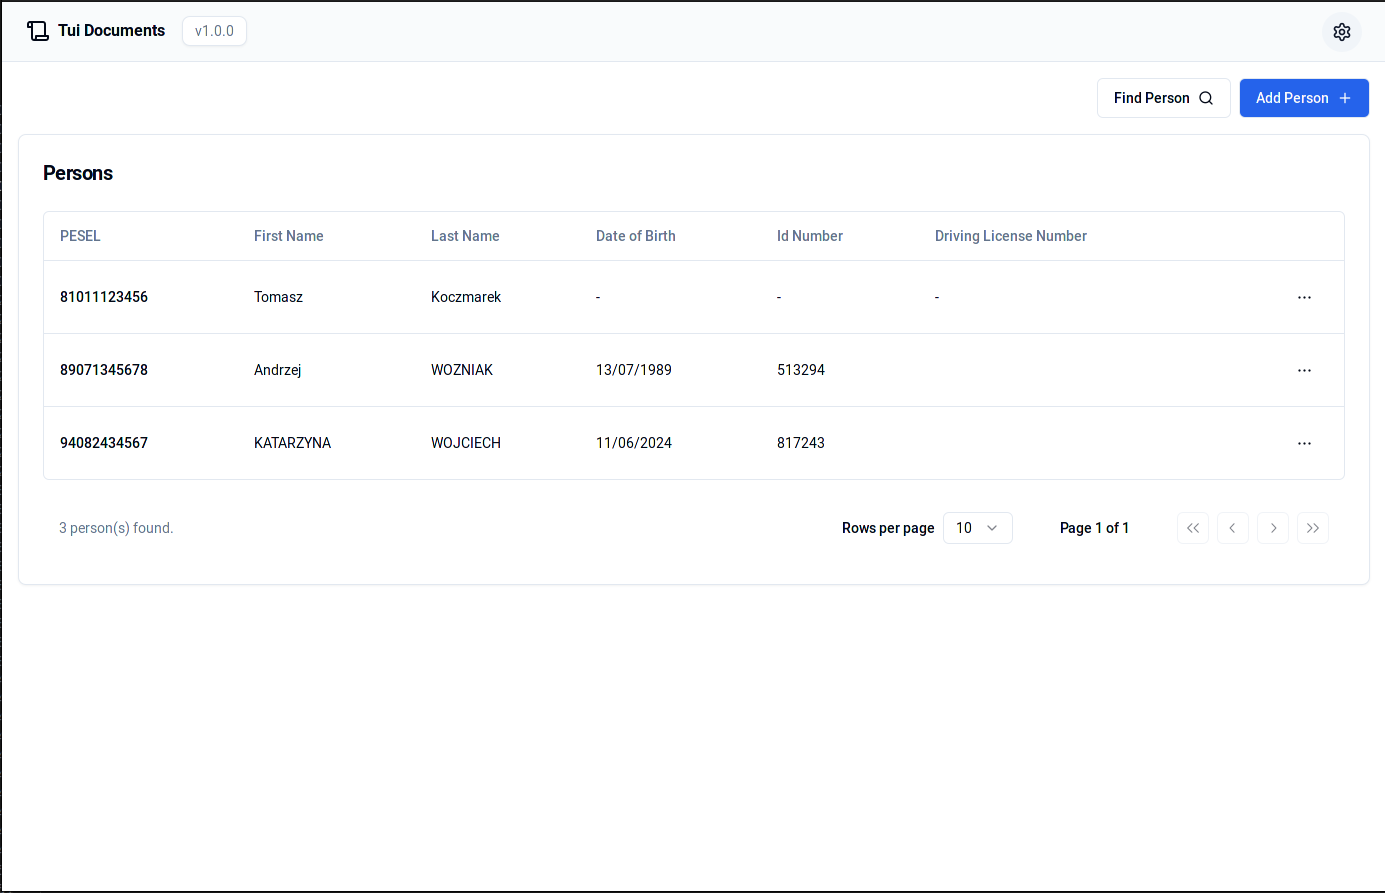 Tui Documents v1.0.0
Find Person Add Person
Persons
PESEL First Name Last Name Date of Birth Id Number Driving License Number
81011123456 Tomasz Koczmarek - - - ...
89071345678 Andrzej WOZNIAK 13/07/1989 513294 ...
94082434567 KATARZYNA WOJCIECH 11/06/2024 817243 ...
3 person(s) found. Rows per page 10 Page 1 of 1